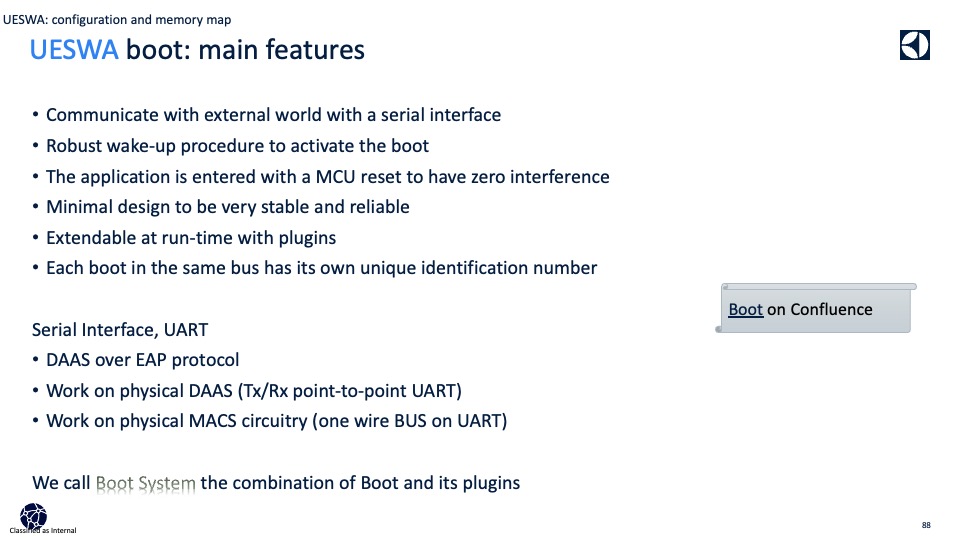 UESWA: configuration and memory map
UESWA boot: main features
• Communicate with external world with a serial interface
• Robust wake-up procedure to activate the boot
• The application is entered with a MCU reset to have zero interference
• Minimal design to be very stable and reliable
• Extendable at run-time with plugins
• Each boot in the same bus has its own unique identification number
Boot on Confluence
Serial Interface, UART
• DAAS over EAP protocol
• Work on physical DAAS (Tx/Rx point-to-point UART)
• Work on physical MACS circuitry (one wire BUS on UART)
We call Boot System the combination of Boot and its plugins
Classified as Internal
88